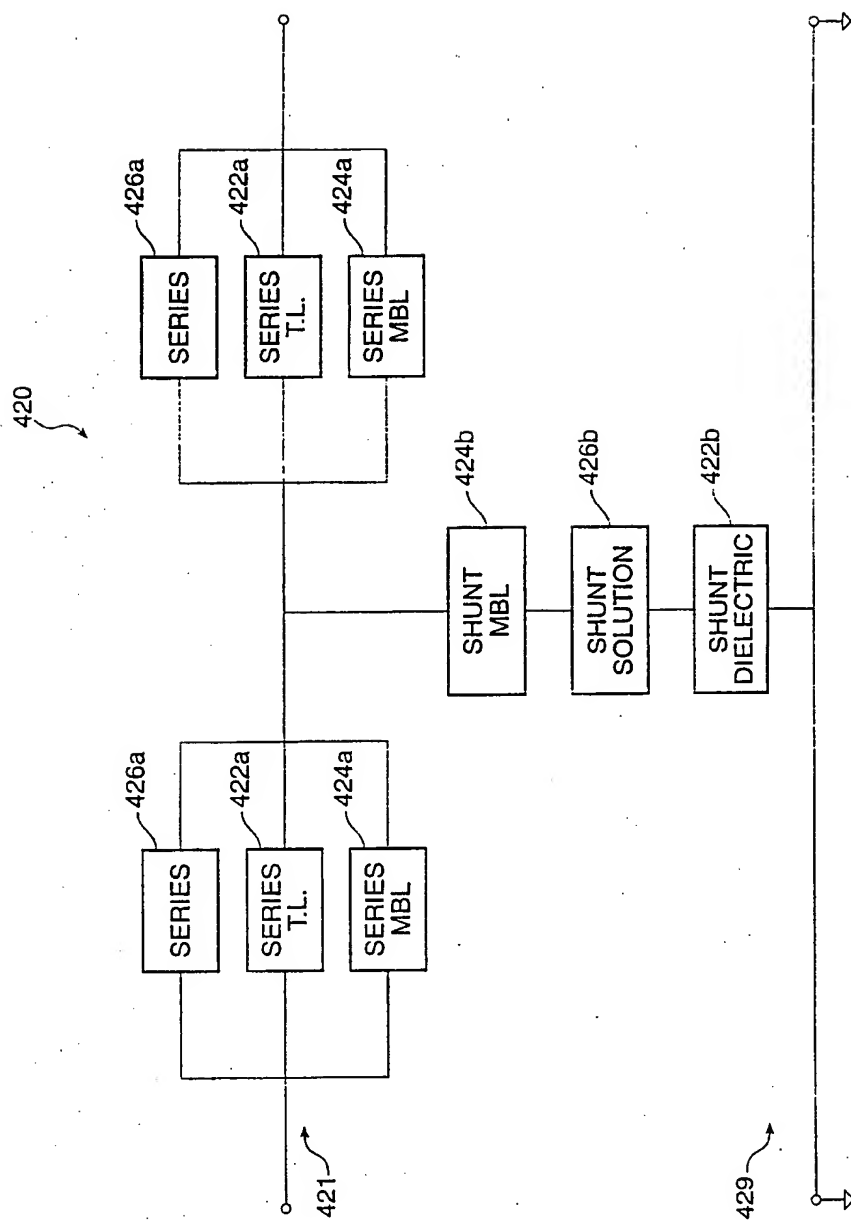 420
426a
SERIES
422a
SERIES
T.L.
424a
SERIES
MBL
426a
SERIES
422a
SERIES
T.L.
424a
SERIES
MBL
421
424b
SHUNT
MBL
426b
SHUNT
SOLUTION
422b
SHUNT
DIELECTRIC
429